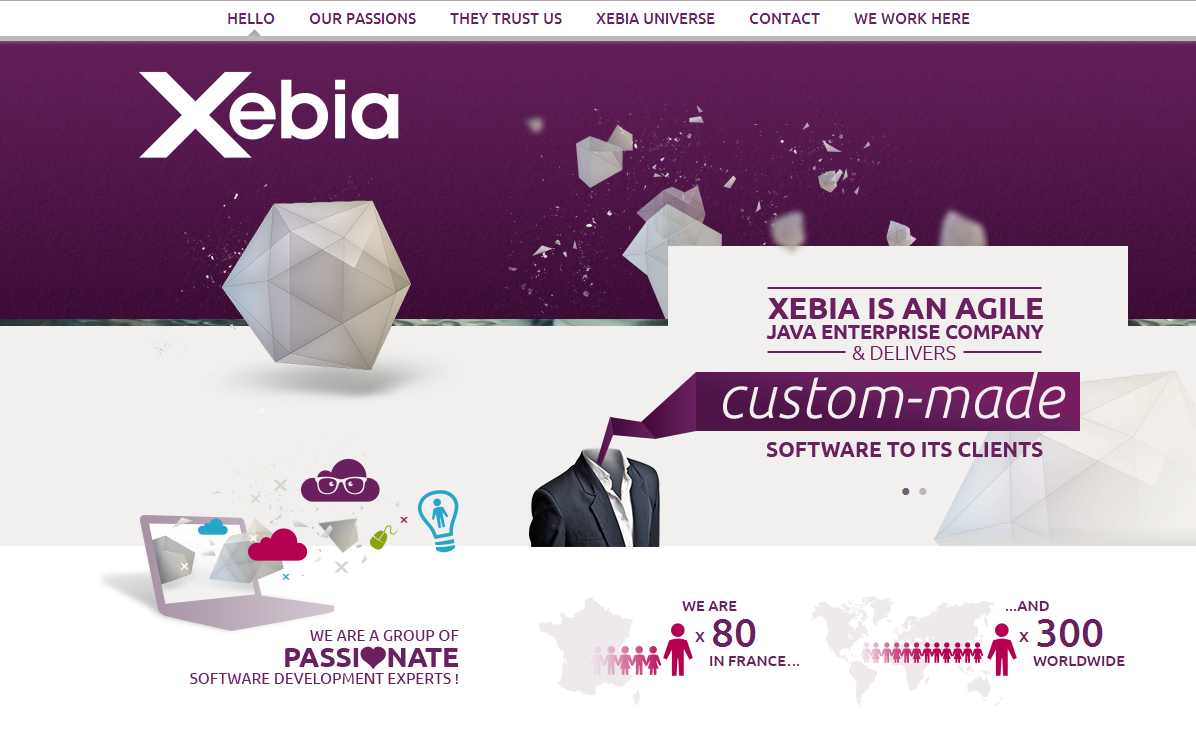 HELLO OUR PASSIONS THEY TRUST US XEBIA UNIVERSE CONTACT WE WORK HERE
Xebia
XEBIA IS AN AGILE
JAVA ENTERPRISE COMPANY
& DELIVERS
custom-made
SOFTWARE TO ITS CLIENTS
WE ARE A GROUP OF
PASSI♥NATE
SOFTWARE DEVELOPMENT EXPERTS !
WE ARE
x 80
IN FRANCE...
...AND
x 300
WORLDWIDE